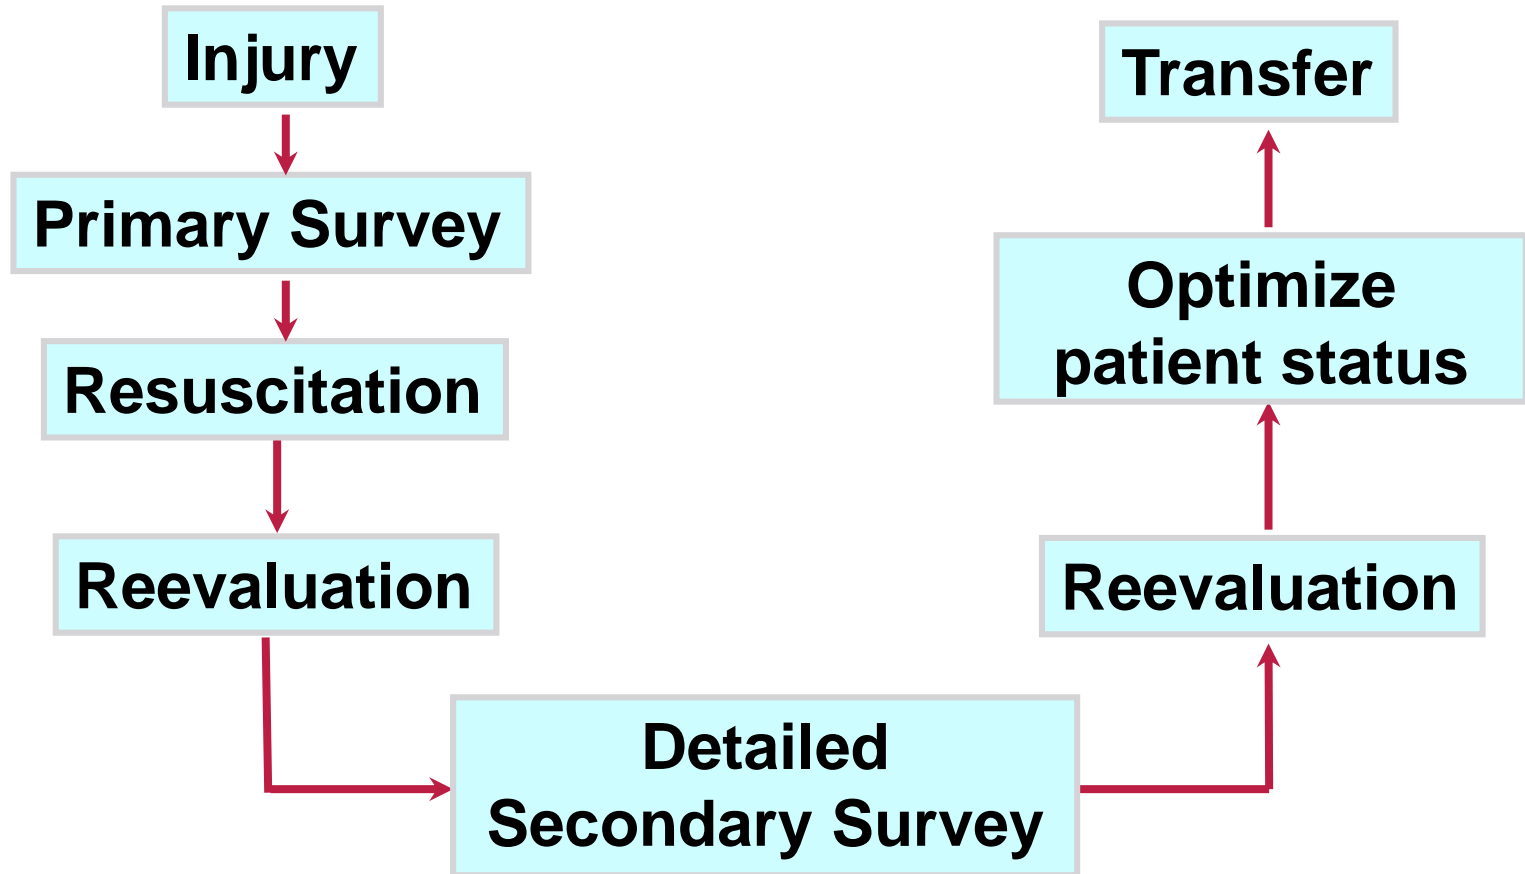 Injury
Primary Survey
Resuscitation
Reevaluation
Detailed
Secondary Survey
Reevaluation
Optimize
patient status
Transfer